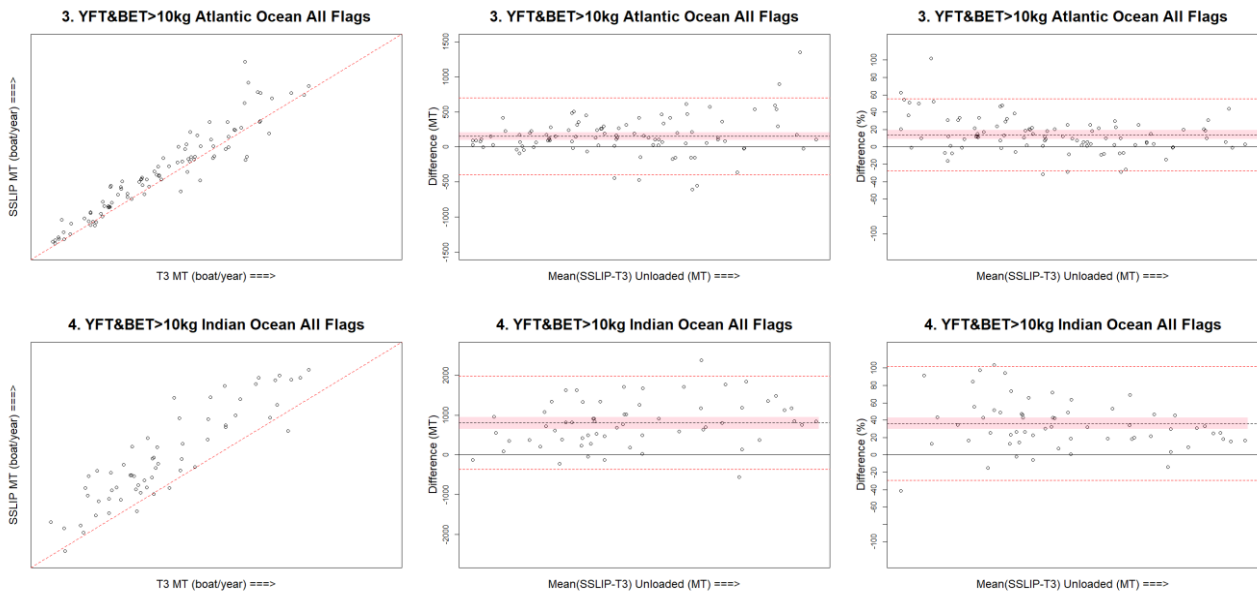 3. YFT&BET>10kg Atlantic Ocean All Flags
SSLIP MT (boat/year) ===>
T3 MT (boat/year) ===>
3. YFT&BET>10kg Atlantic Ocean All Flags
Difference (MT)
1500
1000
500
0
-500
-1000
-1500
Mean(SSLIP-T3) Unloaded (MT) ===>
3. YFT&BET>10kg Atlantic Ocean All Flags
Difference (%)
100
80
60
40
20
0
-20
-40
-60
-100
Mean(SSLIP-T3) Unloaded (MT) ===>
4. YFT&BET>10kg Indian Ocean All Flags
SSLIP MT (boat/year) ===>
T3 MT (boat/year) ===>
4. YFT&BET>10kg Indian Ocean All Flags
Difference (MT)
2000
1000
0
-1000
-2000
Mean(SSLIP-T3) Unloaded (MT) ===>
4. YFT&BET>10kg Indian Ocean All Flags
Difference (%)
100
80
60
40
20
0
-20
-40
-60
-100
Mean(SSLIP-T3) Unloaded (MT) ===>